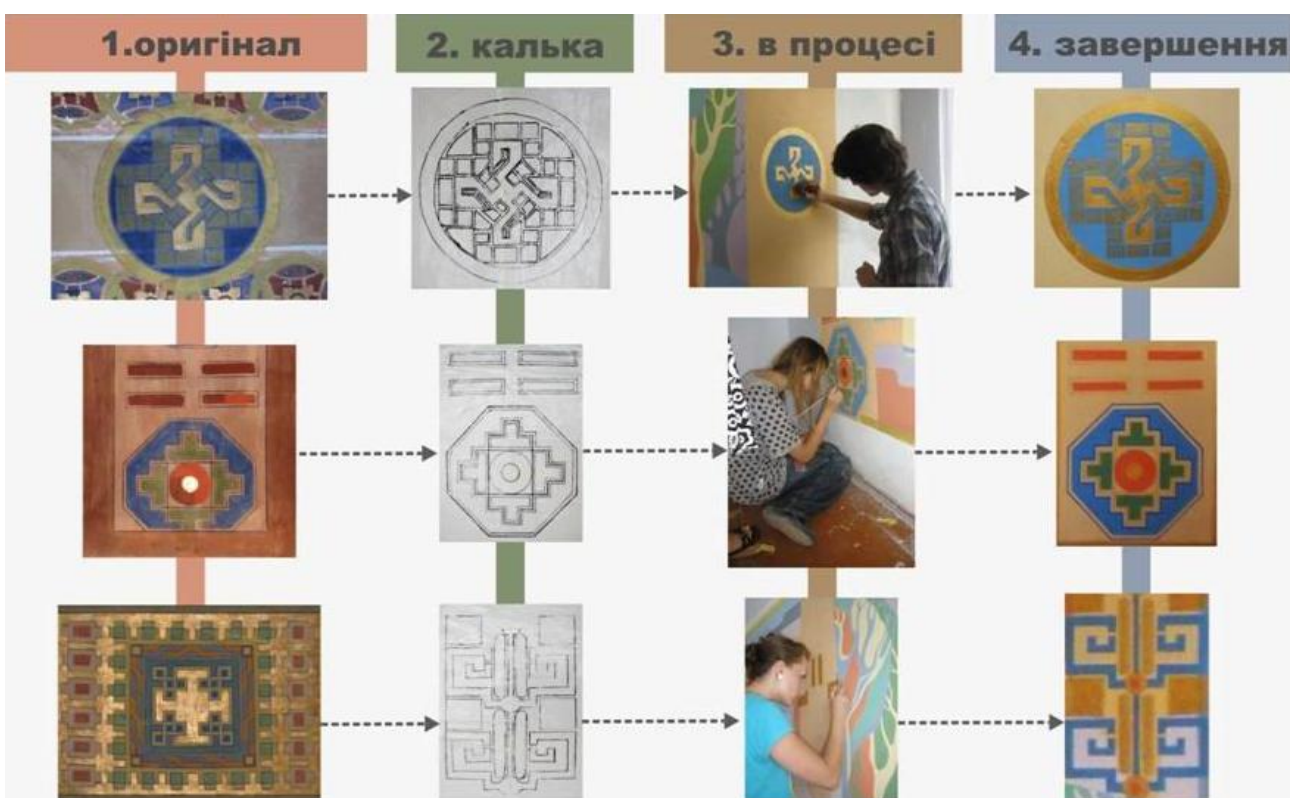 1.оригінал
2. калька
3. в процесі
4. завершення